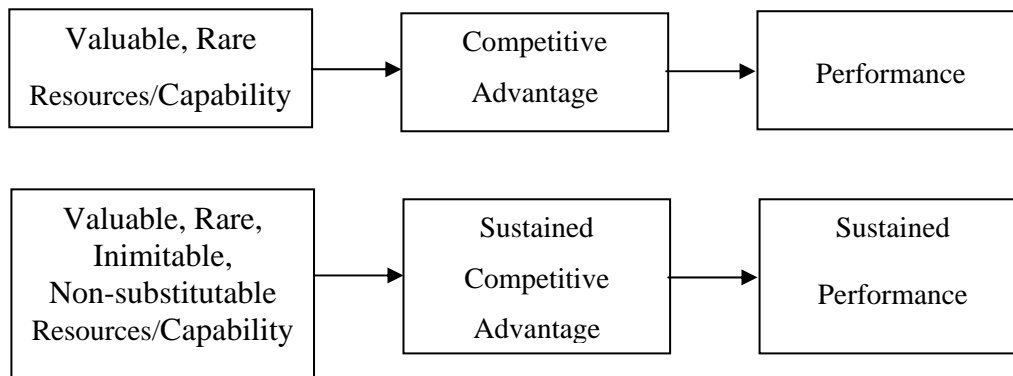 Valuable, Rare
Resources/Capability
Competitive
Advantage
Performance
Valuable, Rare,
Inimitable,
Non-substitutable
Resources/Capability
Sustained
Competitive
Advantage
Sustained
Performance